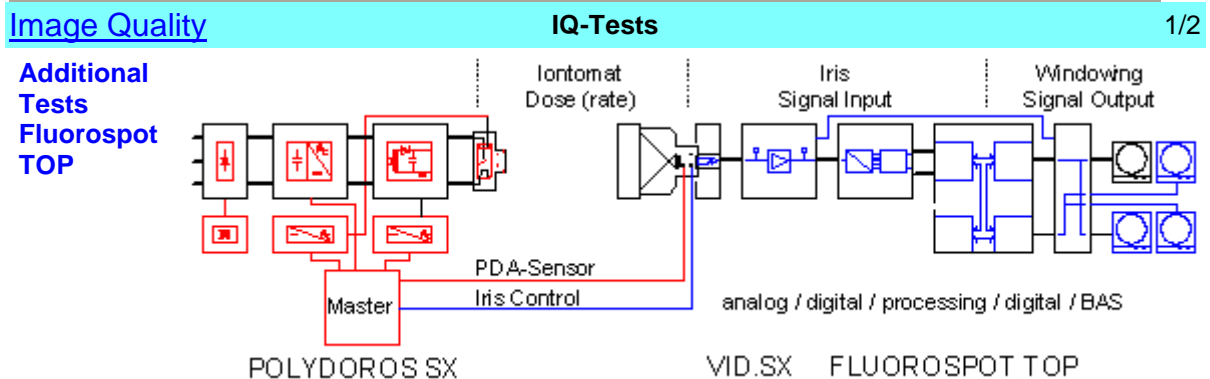 Image Quality IQ-Tests 1/2
Additional
Tests
Fluorospot
TOP
Iontomat
Dose (rate)
Iris
Signal Input
Windowing
Signal Output
PDA-Sensor
Iris Control
Master
analog / digital / processing / digital / BAS
POLYDOROS SX
VID.SX FLUOROSPOT TOP